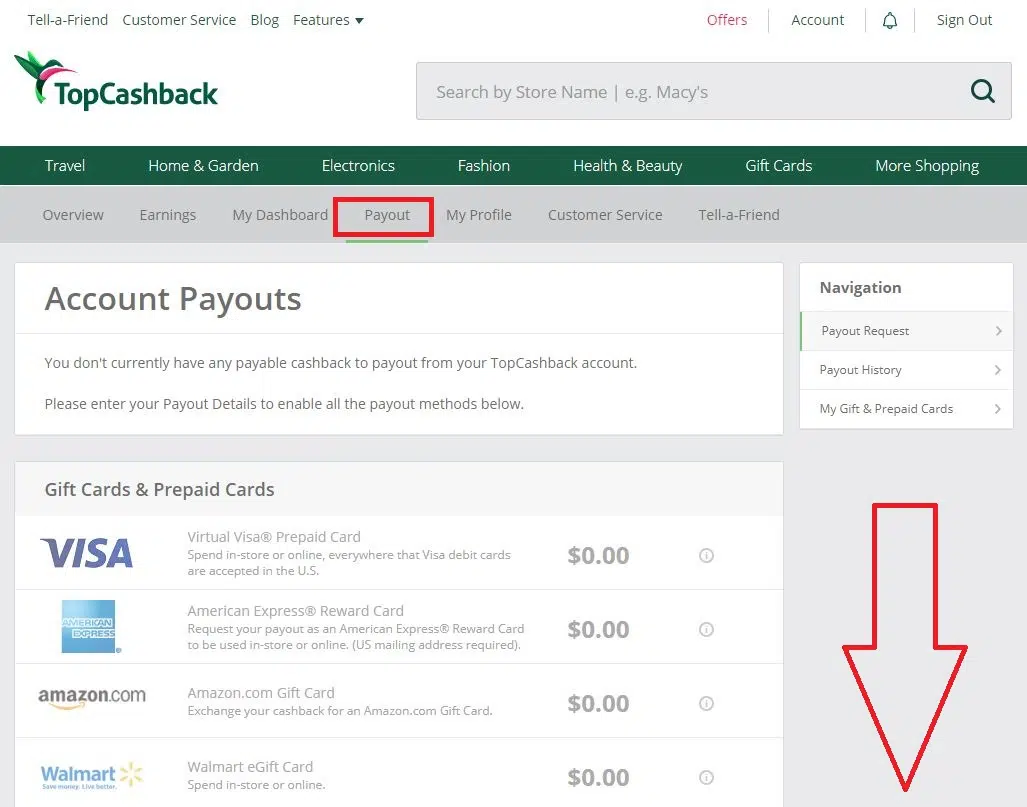 Tell-a-Friend Customer Service Blog Features Offers Account Sign Out
TopCashback
Search by Store Name | e.g. Macy's
Travel Home & Garden Electronics Fashion Health & Beauty Gift Cards More Shopping
Overview Earnings My Dashboard Payout My Profile Customer Service Tell-a-Friend
Account Payouts
You don't currently have any payable cashback to payout from your TopCashback account.
Please enter your Payout Details to enable all the payout methods below.
Navigation
Payout Request
Payout History
My Gift & Prepaid Cards
Gift Cards & Prepaid Cards
VISA
Virtual Visa® Prepaid Card
Spend in-store or online, everywhere that Visa debit cards
are accepted in the U.S.
$0.00
AMERICAN
EXPRESS®
American Express® Reward Card
Request your payout as an American Express® Reward Card
to be used in-store or online. (US mailing address required).
$0.00
amazon.com
Amazon.com Gift Card
Exchange your cashback for an Amazon.com Gift Card.
$0.00
Walmart
Save money. Live better.
Walmart eGift Card
Spend in-store or online.
$0.00